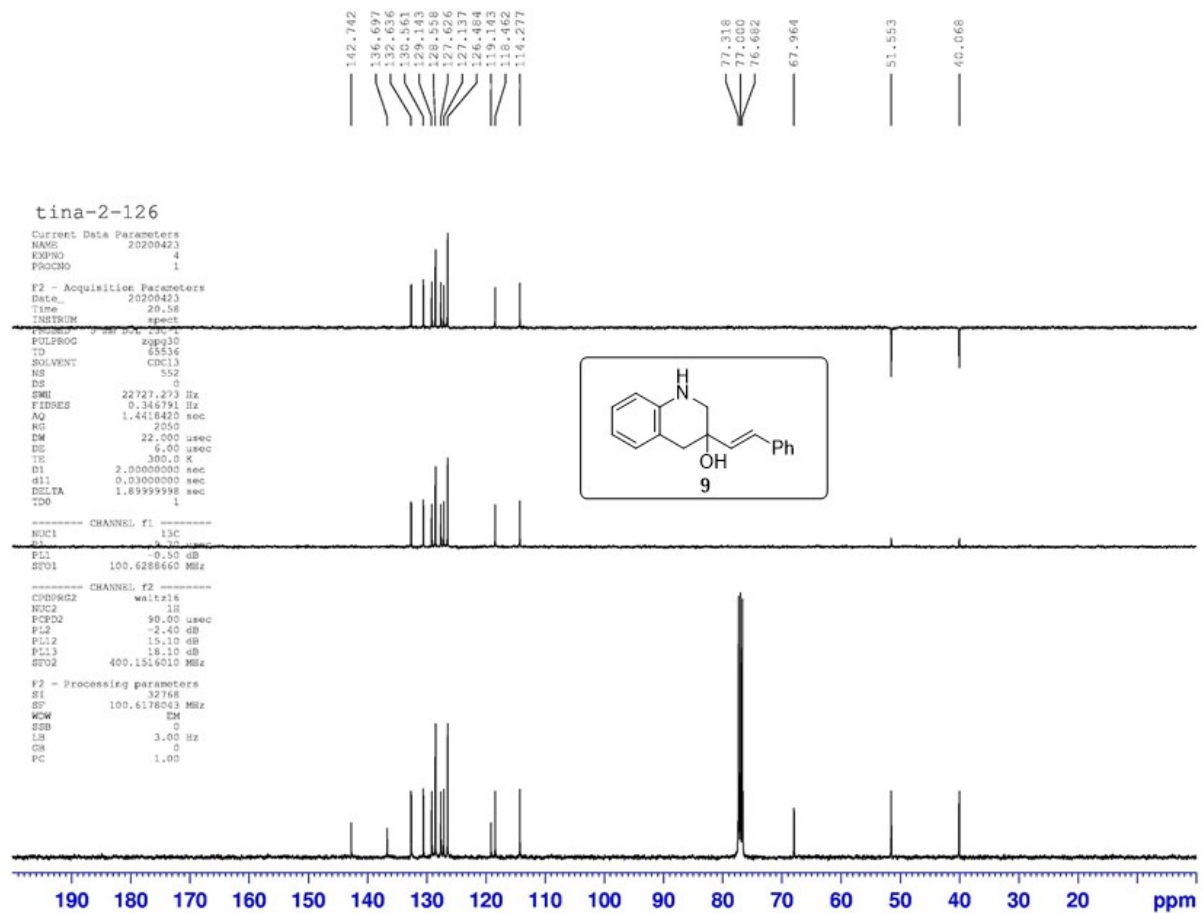 142.742
136.697
132.636
130.561
129.143
128.558
127.626
127.137
126.484
119.143
118.462
114.277
77.318
77.000
76.682
67.964
51.553
40.068
tina-2-126
Current Data Parameters
NAME 20200423
EXPNO 4
PROCNO 1
F2 - Acquisition Parameters
Date_ 20200423
Time 20.58
INSTRUM spect
PULPROG zgpg30
TD 65536
SOLVENT CDCl3
NS 552
DS 0
SWH 22727.273 Hz
FIDRES 0.346791 Hz
AQ 1.4418420 sec
RG 2050
DW 22.000 usec
DE 6.00 usec
TE 300.0 K
D1 2.00000000 sec
d11 0.03000000 sec
DELTA 1.89999998 sec
TD0 1
======== CHANNEL f1 ========
NUC1 13C
PL1 -0.50 dB
SFO1 100.6288660 MHz
======== CHANNEL f2 ========
CPDPRG2 waltz16
NUC2 1H
PCPD2 90.00 usec
PL2 -2.40 dB
PL12 15.10 dB
PL13 18.10 dB
SFO2 400.1516010 MHz
F2 - Processing parameters
SI 32768
SF 100.6178043 MHz
WDW EM
SSB 0
LB 3.00 Hz
GB 0
PC 1.00
H
N
OH
Ph
9
190 180 170 160 150 140 130 120 110 100 90 80 70 60 50 40 30 20 ppm